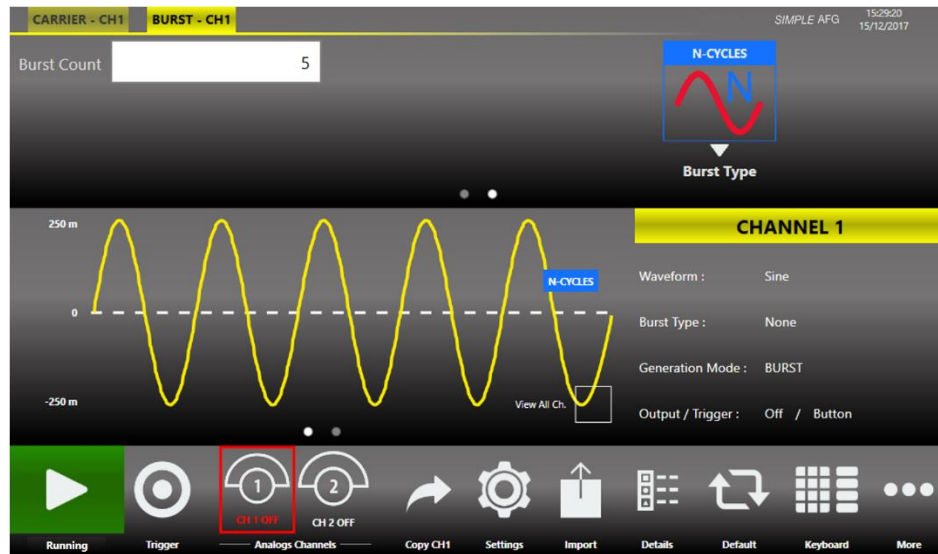 CARRIER - CH1 BURST - CH1 SIMPLE AFG 15:29:20
15/12/2017
Burst Count 5
N-CYCLES
N
Burst Type
250 m
0
-250 m
N-CYCLES
View All Ch.
CHANNEL 1
Waveform : Sine
Burst Type : None
Generation Mode : BURST
Output / Trigger : Off / Button
1 2
CH 1 OFF CH 2 OFF
Running Trigger Analogs Channels Copy CH1 Settings Import Details Default Keyboard More